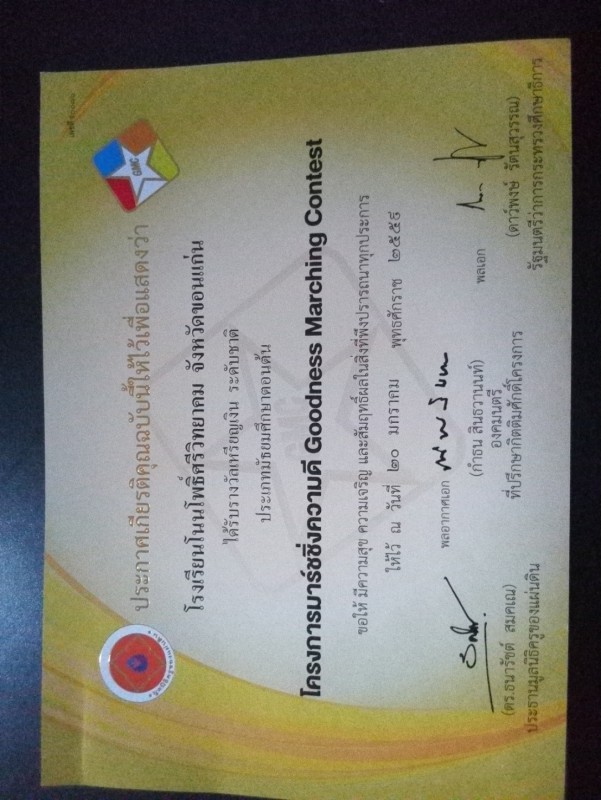 GMC
ประกาศเกียรติคุณฉบับนี้ให้ไว้เพื่อแสดงว่า
โรงเรียนโนนโพธิ์ศรีวิทยาคม จังหวัดขอนแก่น
ได้รับรางวัลเหรียญเงิน ระดับชาติ
ประเภทมัธยมศึกษาตอนต้น
โครงการมาร์ชชิ่งความดี Goodness Marching Contest
ขอให้ มีความสุข ความเจริญ และสัมฤทธิ์ผลในสิ่งที่พึงปรารถนาทุกประการ
ให้ไว้ ณ วันที่ ๒๐ มกราคม พุทธศักราช ๒๕๕๙
(ดร.ธนารัชต์ สมคเณ)
ประธานมูลนิธิครูของแผ่นดิน
พลอากาศเอก
(กำธน สินธวานนท์)
องคมนตรี
ที่ปรึกษากิตติมศักดิ์โครงการ
พลเอก
(ดาว์พงษ์ รัตนสุวรรณ)
รัฐมนตรีว่าการกระทรวงศึกษาธิการ